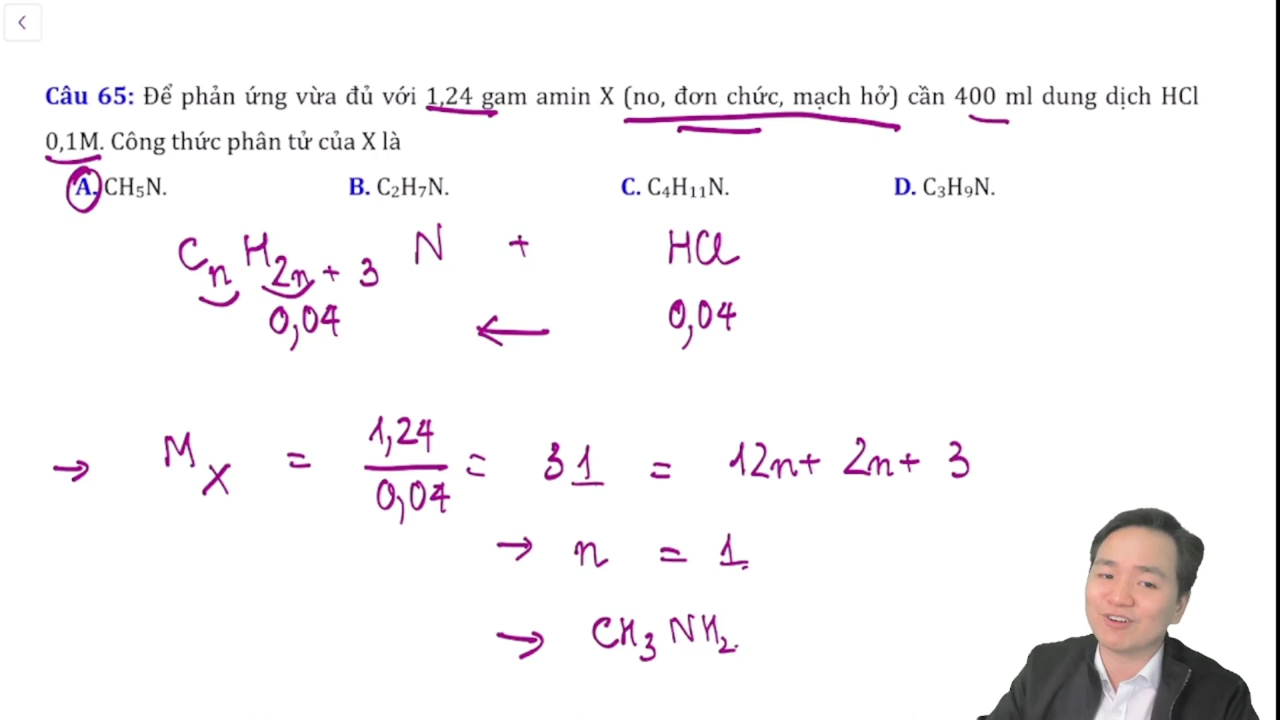 Câu 65: Để phản ứng vừa đủ với 1,24 gam amin X (no, đơn chức, mạch hở) cần 400 ml dung dịch HCl
0,1M. Công thức phân tử của X là
A. CH₅N. B. C₂H₇N. C. C₄H₁₁N. D. C₃H₉N.
CₙH₂ₙ₊₃ N + HCl
0,04 ← 0,04
→ M_X = 1,24/0,04 = 31 = 12n + 2n + 3
→ n = 1.
→ CH₃NH₂.